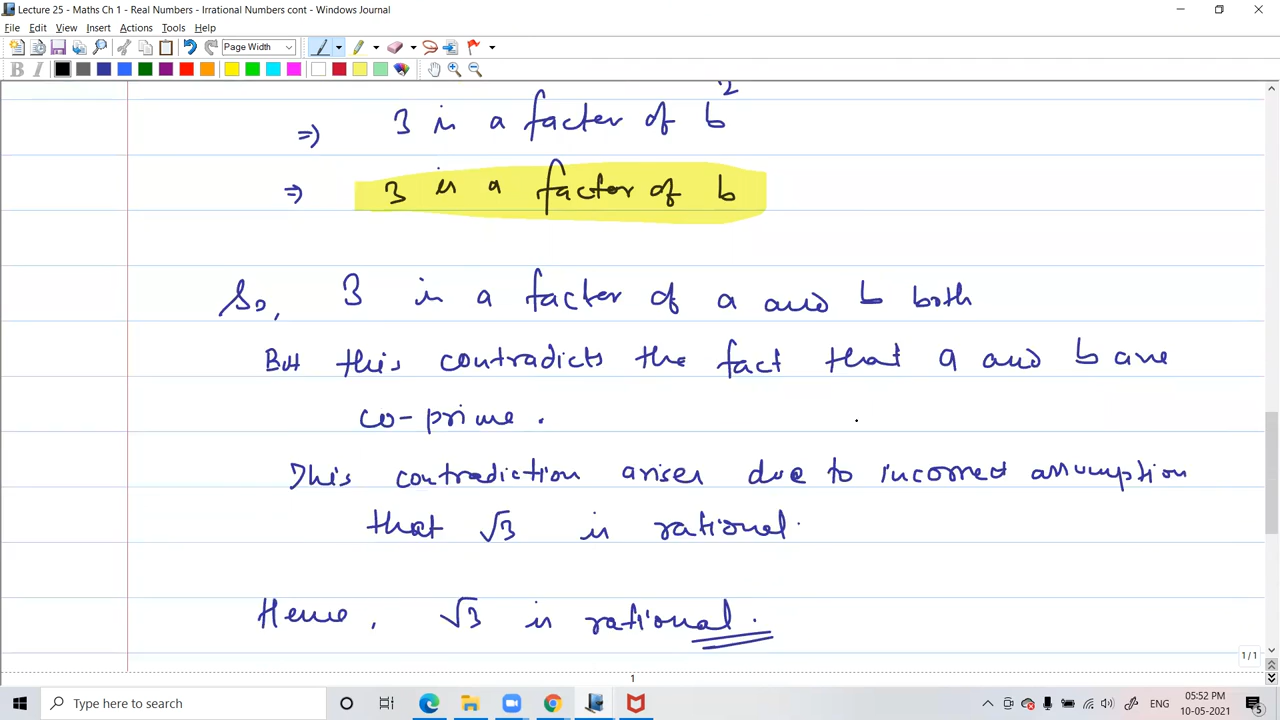 Lecture 25 - Maths Ch 1 - Real Numbers - Irrational Numbers cont - Windows Journal
File Edit View Insert Actions Tools Help
Page Width
B I
⇒ 3 is a factor of b²
⇒ 3 is a factor of b
So, 3 is a factor of a and b both
But this contradicts the fact that a and b are
co-prime.
This contradiction arises due to incorrect assumption
that √3 is rational.
Hence, √3 is rational.
1/1
1
Type here to search
ENG
05:52 PM
10-05-2021
5